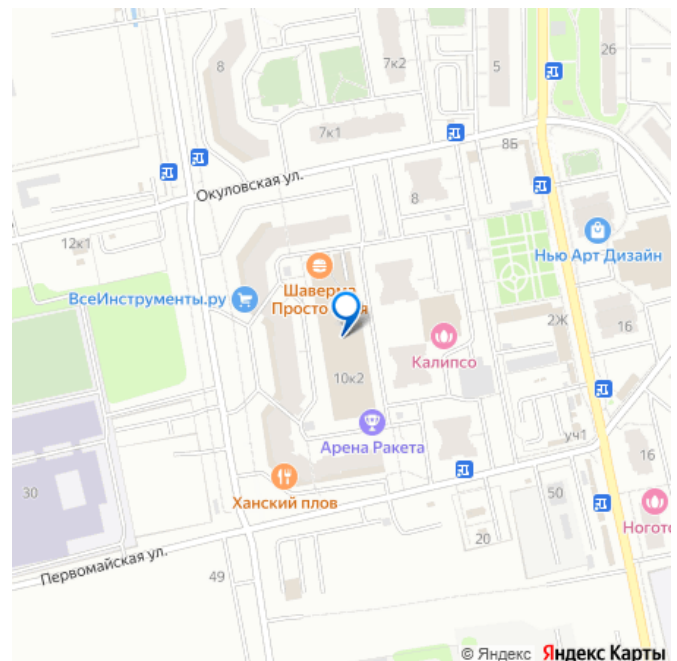 26
7к2
5
8
7к1
8Б
Окуловская ул.
8
12к1
Нью Арт Дизайн
Шаверма
Просто
ВсеИнструменты.ру
2Ж
16
Калипсо
10к2
Арена Ракета
уч1
16
30
Ханский плов
50
Ногот
20
Первомайская ул.
49
© Яндекс Яндекс Карты